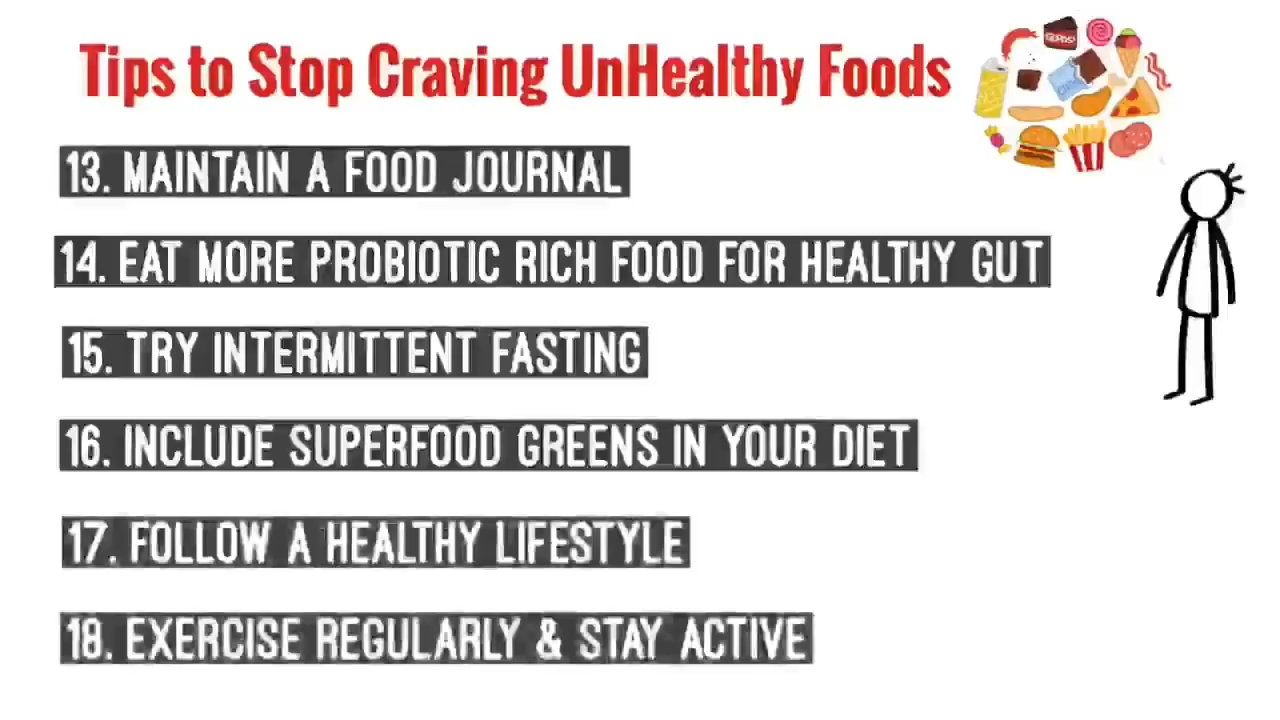 Tips to Stop Craving UnHealthy Foods
13. MAINTAIN A FOOD JOURNAL
14. EAT MORE PROBIOTIC RICH FOOD FOR HEALTHY GUT
15. TRY INTERMITTENT FASTING
16. INCLUDE SUPERFOOD GREENS IN YOUR DIET
17. FOLLOW A HEALTHY LIFESTYLE
18. EXERCISE REGULARLY & STAY ACTIVE